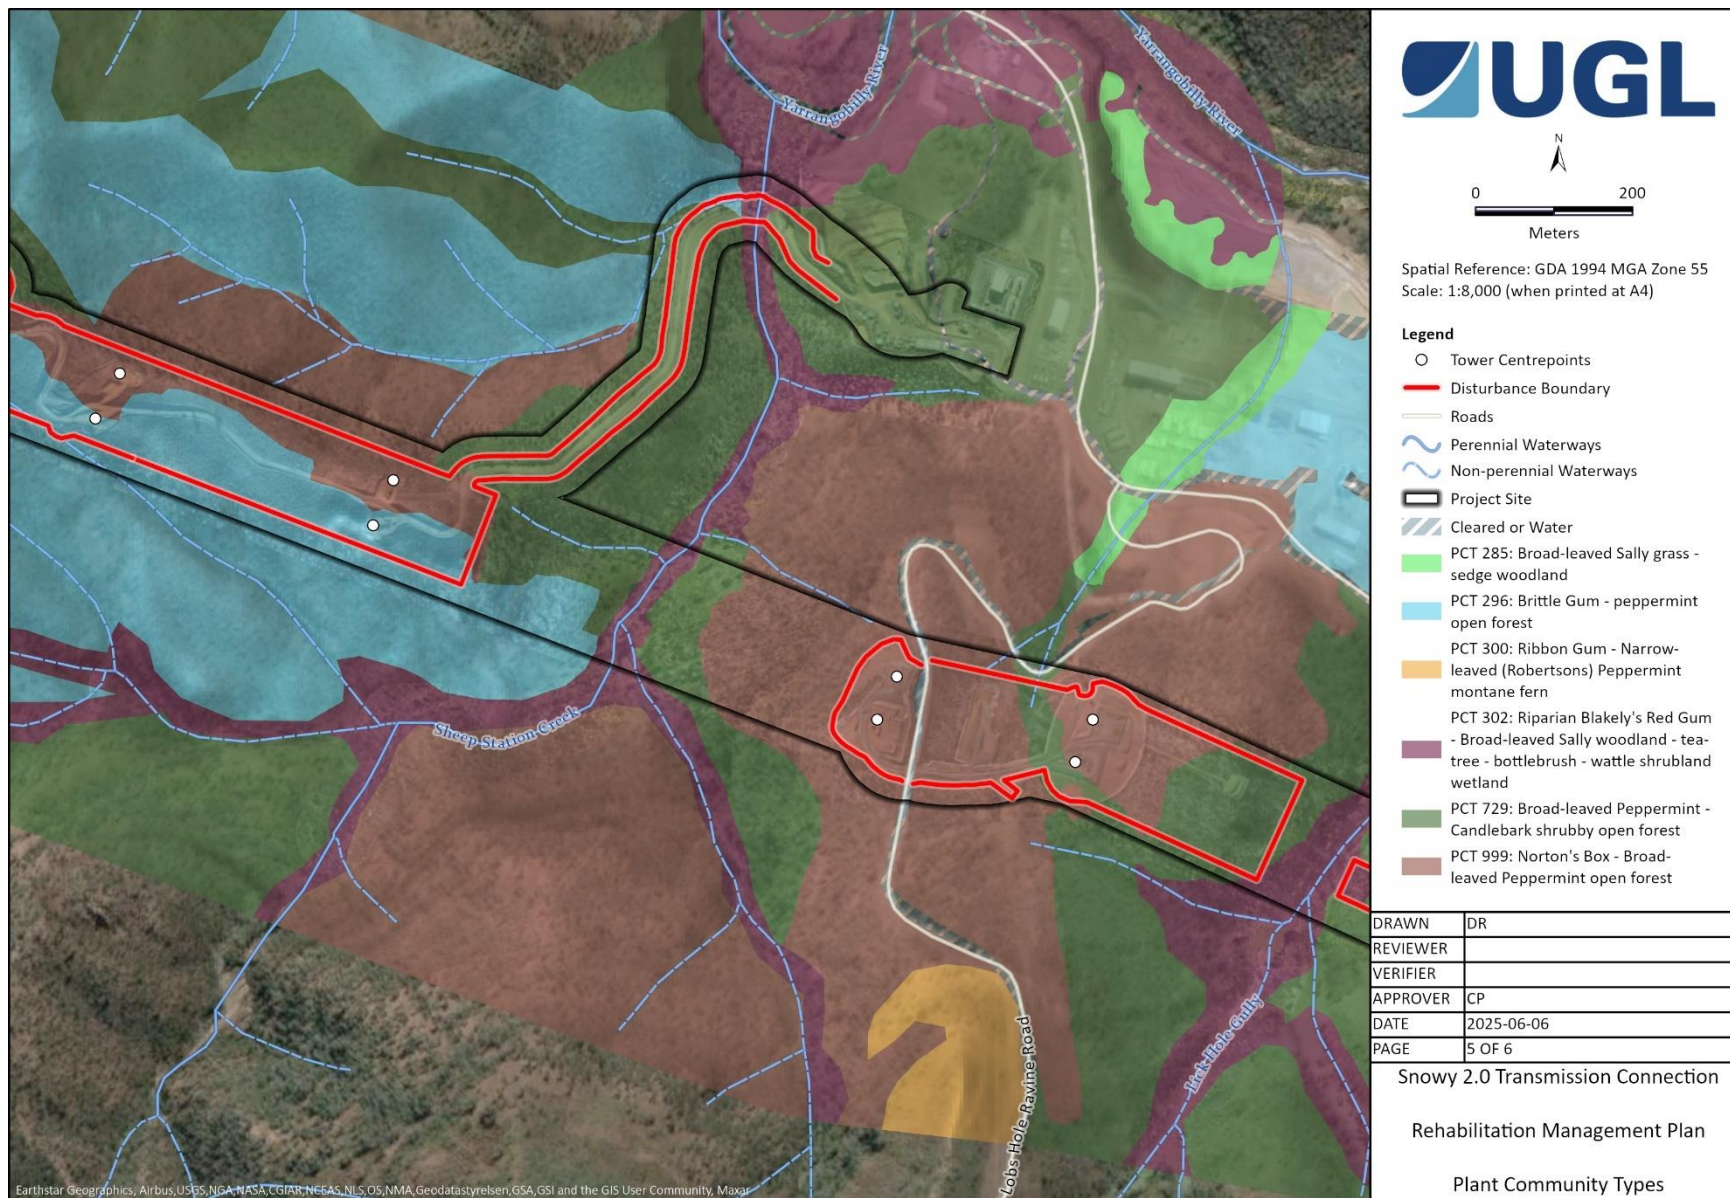 Yarrangobilly River
Yarrangobilly River
Sheep Station Creek
Lick Hole Gully
Lobs Hole Ravine Road
Earthstar Geographics, Airbus,USGS,NGA,NASA,CGIAR,NCEAS,NLS,OS,NMA,Geodatastyrelsen,GSA,GSI and the GIS User Community, Maxar
UGL
N
0 200
Meters
Spatial Reference: GDA 1994 MGA Zone 55
Scale: 1:8,000 (when printed at A4)
Legend
Tower Centrepoints
Disturbance Boundary
Roads
Perennial Waterways
Non-perennial Waterways
Project Site
Cleared or Water
PCT 285: Broad-leaved Sally grass -
sedge woodland
PCT 296: Brittle Gum - peppermint
open forest
PCT 300: Ribbon Gum - Narrow-
leaved (Robertsons) Peppermint
montane fern
PCT 302: Riparian Blakely's Red Gum
- Broad-leaved Sally woodland - tea-
tree - bottlebrush - wattle shrubland
wetland
PCT 729: Broad-leaved Peppermint -
Candlebark shrubby open forest
PCT 999: Norton's Box - Broad-
leaved Peppermint open forest
DRAWN DR
REVIEWER
VERIFIER
APPROVER CP
DATE 2025-06-06
PAGE 5 OF 6
Snowy 2.0 Transmission Connection
Rehabilitation Management Plan
Plant Community Types